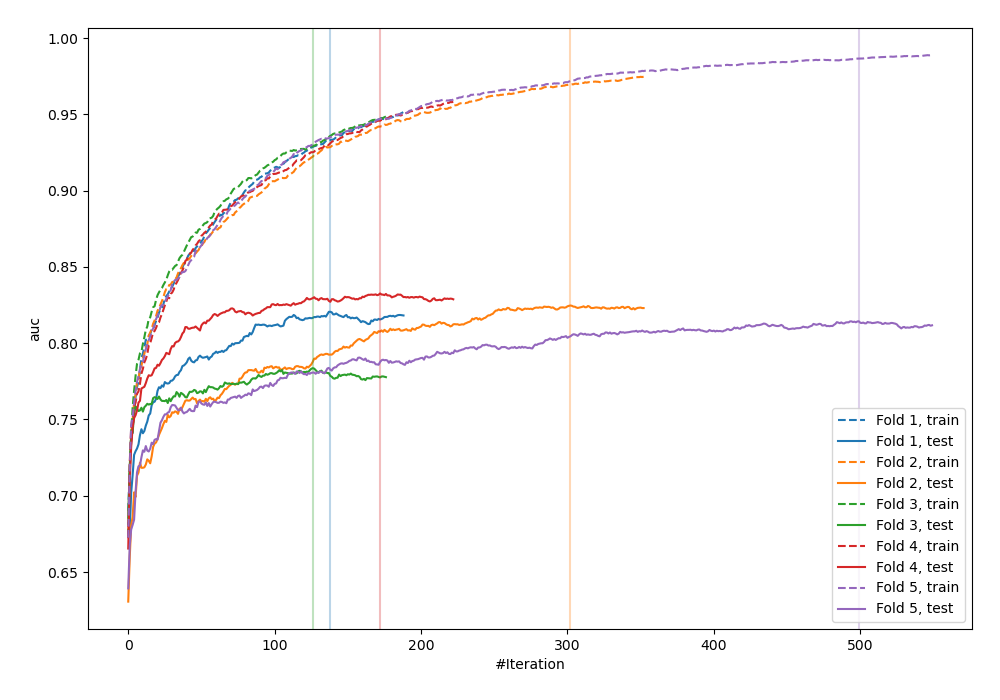 1.00
0.95
0.90
0.85
0.80
0.75
0.70
0.65
auc
0
100
200
300
400
500
#Iteration
Fold 1, train
Fold 1, test
Fold 2, train
Fold 2, test
Fold 3, train
Fold 3, test
Fold 4, train
Fold 4, test
Fold 5, train
Fold 5, test